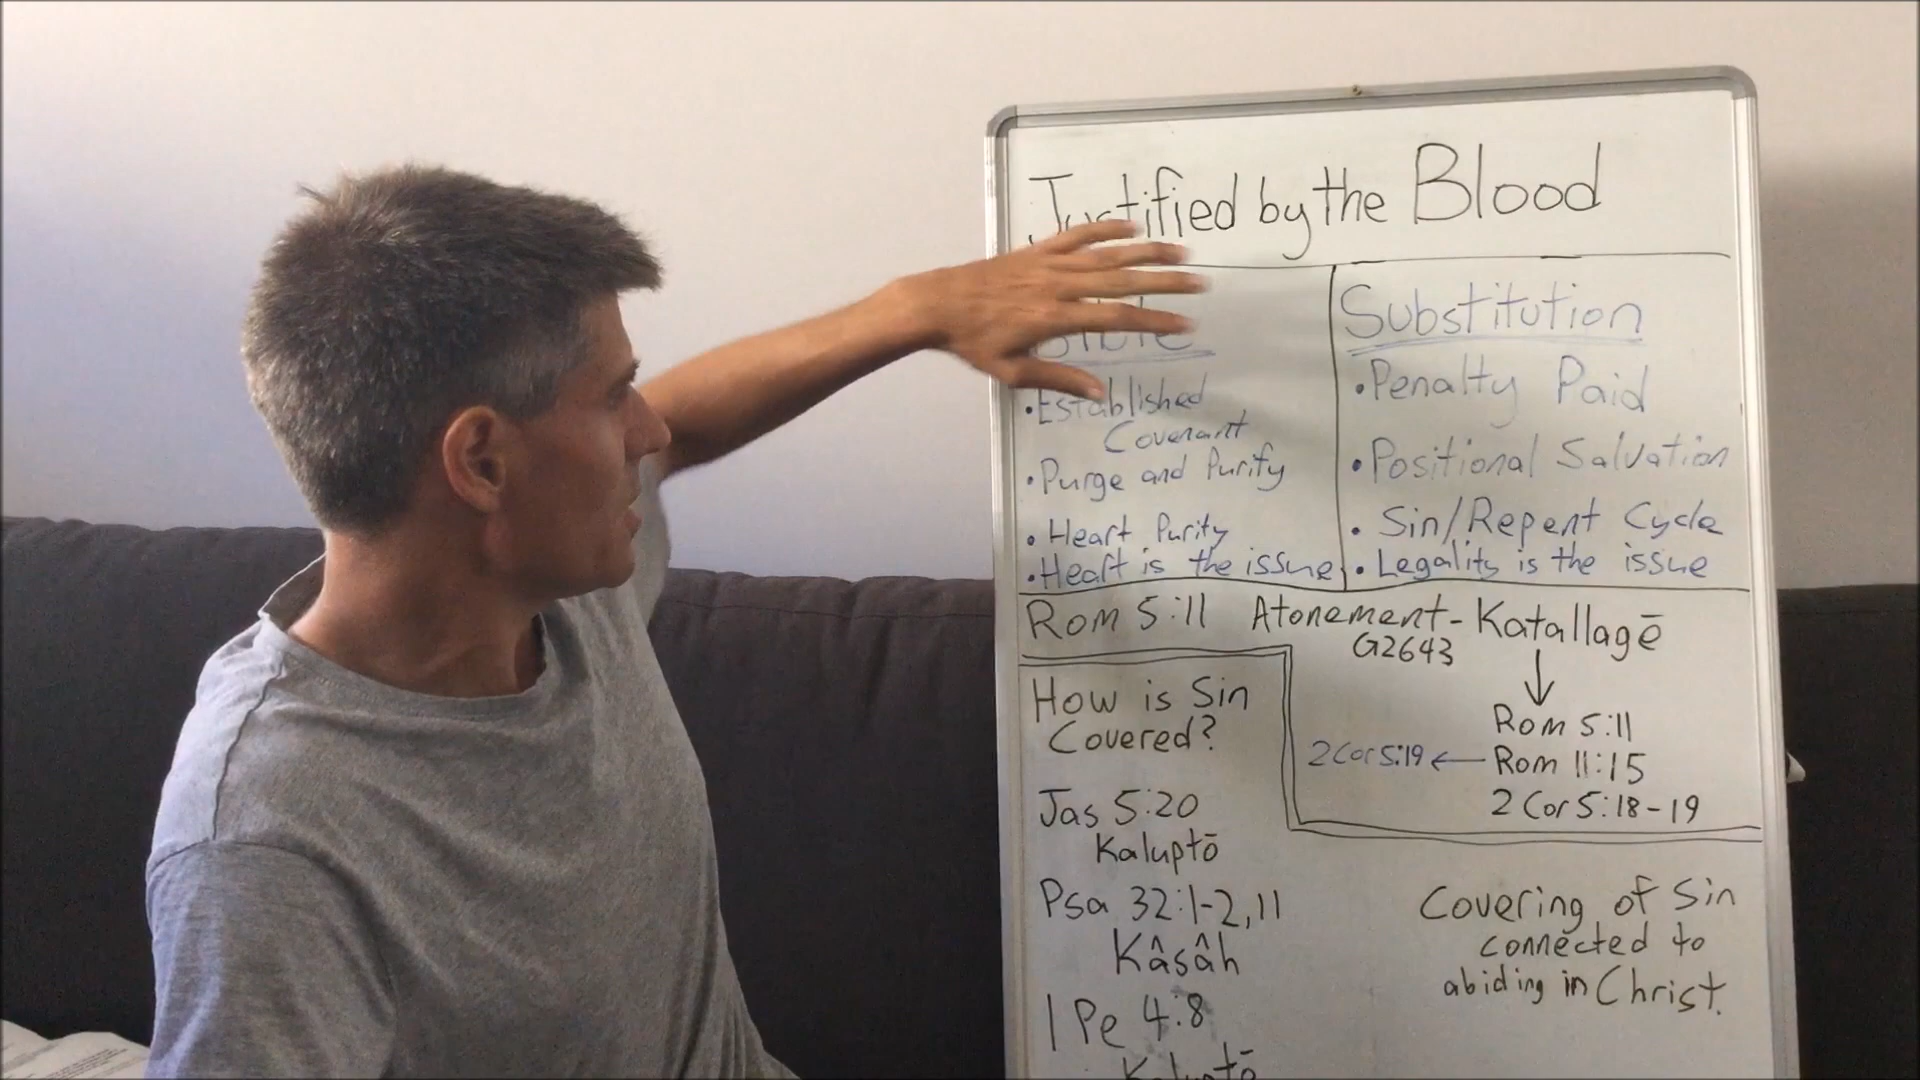 Justified by the Blood
Bible
• Established
Covenant
• Purge and Purify
• Heart Purity
• Heart is the issue
Substitution
• Penalty Paid
• Positional Salvation
• Sin/Repent Cycle
• Legality is the issue
Rom 5:11 Atonement - Katallagē
G2643
Rom 5:11
2 Cor 5:19 ← Rom 11:15
2 Cor 5:18-19
How is Sin
Covered?
Jas 5:20
Kaluptō
Psa 32:1-2,11
Kâsâh
1 Pe 4:8
Kaluptō
Covering of Sin
connected to
abiding in Christ.